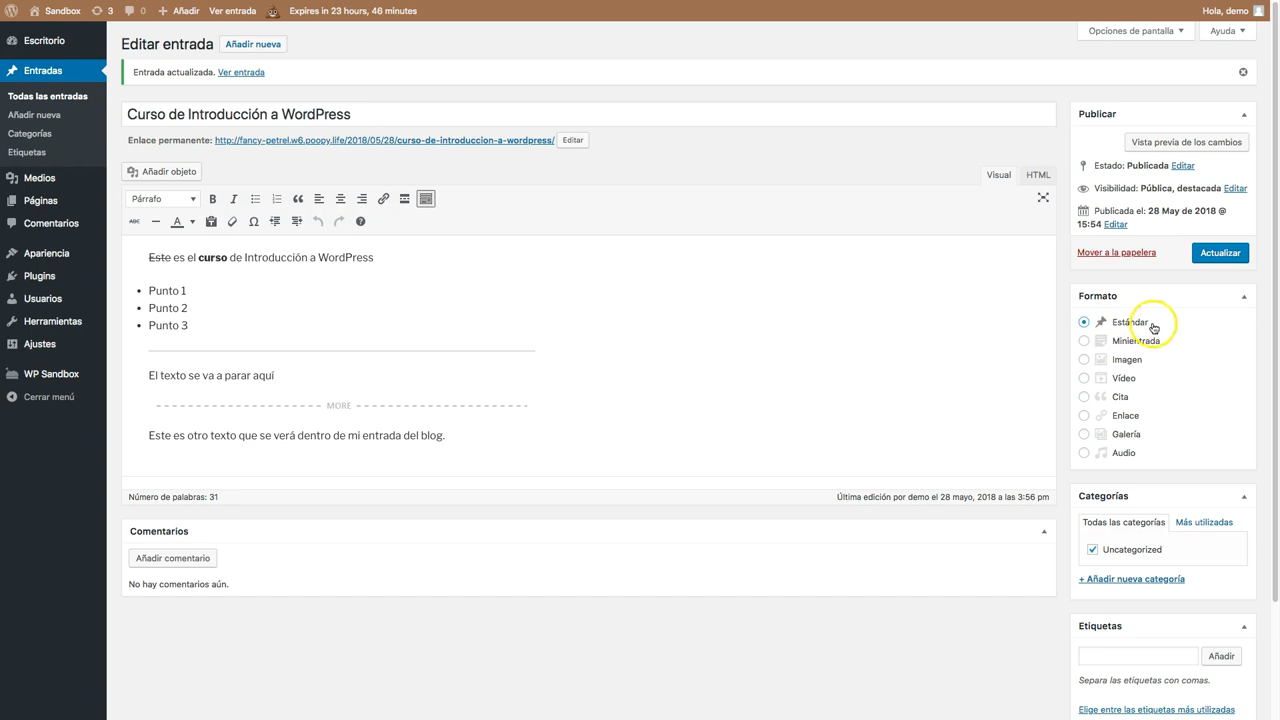 Sandbox 3 0 Añadir Ver entrada Expires in 23 hours, 46 minutes Hola, demo
Escritorio
Entradas
Todas las entradas
Añadir nueva
Categorías
Etiquetas
Medios
Páginas
Comentarios
Apariencia
Plugins
Usuarios
Herramientas
Ajustes
WP Sandbox
Cerrar menú
Opciones de pantalla Ayuda
Editar entrada Añadir nueva
Entrada actualizada. Ver entrada
Curso de Introducción a WordPress
Enlace permanente: http://fancy-petrel.w6.poopy.life/2018/05/28/curso-de-introduccion-a-wordpress/ Editar
Añadir objeto
Visual HTML
Párrafo B I
ABC A
Este es el curso de Introducción a WordPress
• Punto 1
• Punto 2
• Punto 3
El texto se va a parar aquí
MORE
Este es otro texto que se verá dentro de mi entrada del blog.
Número de palabras: 31 Última edición por demo el 28 mayo, 2018 a las 3:56 pm
Comentarios
Añadir comentario
No hay comentarios aún.
Publicar
Vista previa de los cambios
Estado: Publicada Editar
Visibilidad: Pública, destacada Editar
Publicada el: 28 May de 2018 @
15:54 Editar
Mover a la papelera Actualizar
Formato
Estándar
Minientrada
Imagen
Vídeo
Cita
Enlace
Galería
Audio
Categorías
Todas las categorías Más utilizadas
Uncategorized
+ Añadir nueva categoría
Etiquetas
Añadir
Separa las etiquetas con comas.
Elige entre las etiquetas más utilizadas